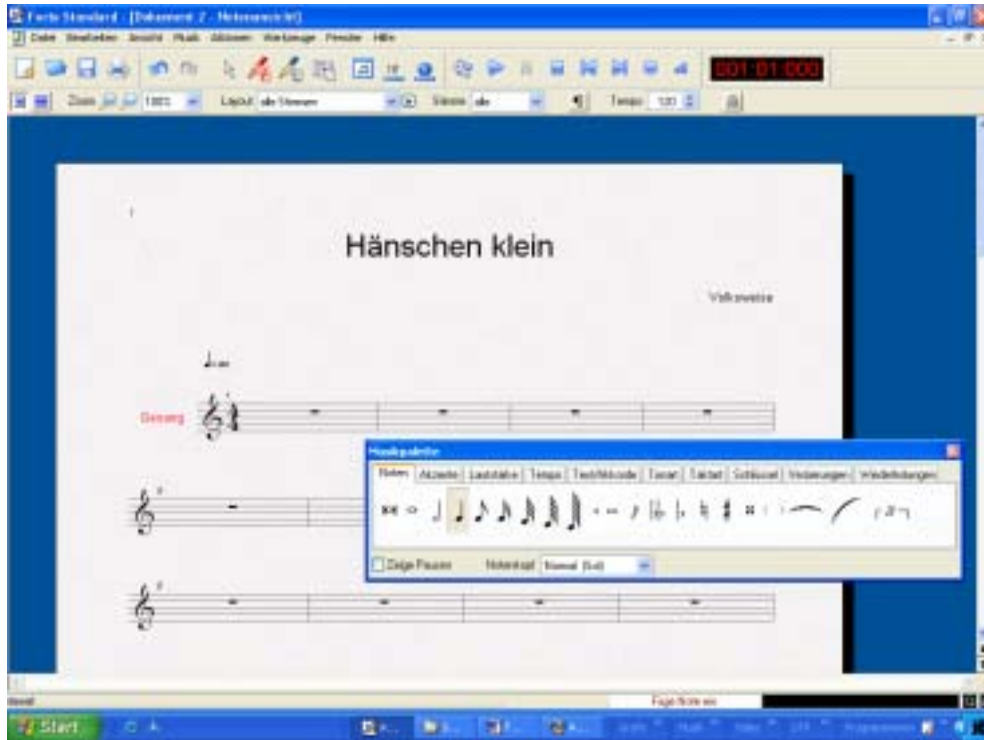 Forte Standard - [Dokument 2 - Notenansicht]
Datei Bearbeiten Ansicht Musik Aktionen Werkzeuge Fenster Hilfe
001:01:000
Zoom 100% Layout alle Stimmen Stimme alle Tempo
1
Hänschen klein
Volksweise
Gesang
Musikpalette
Noten Akzente Lautstärke Tempo Text/Akkorde Tonart Taktart Schlüssel Verzierungen Wiederholungen
Zeige Pausen Notenkopf Normal
Füge Note ein
Start